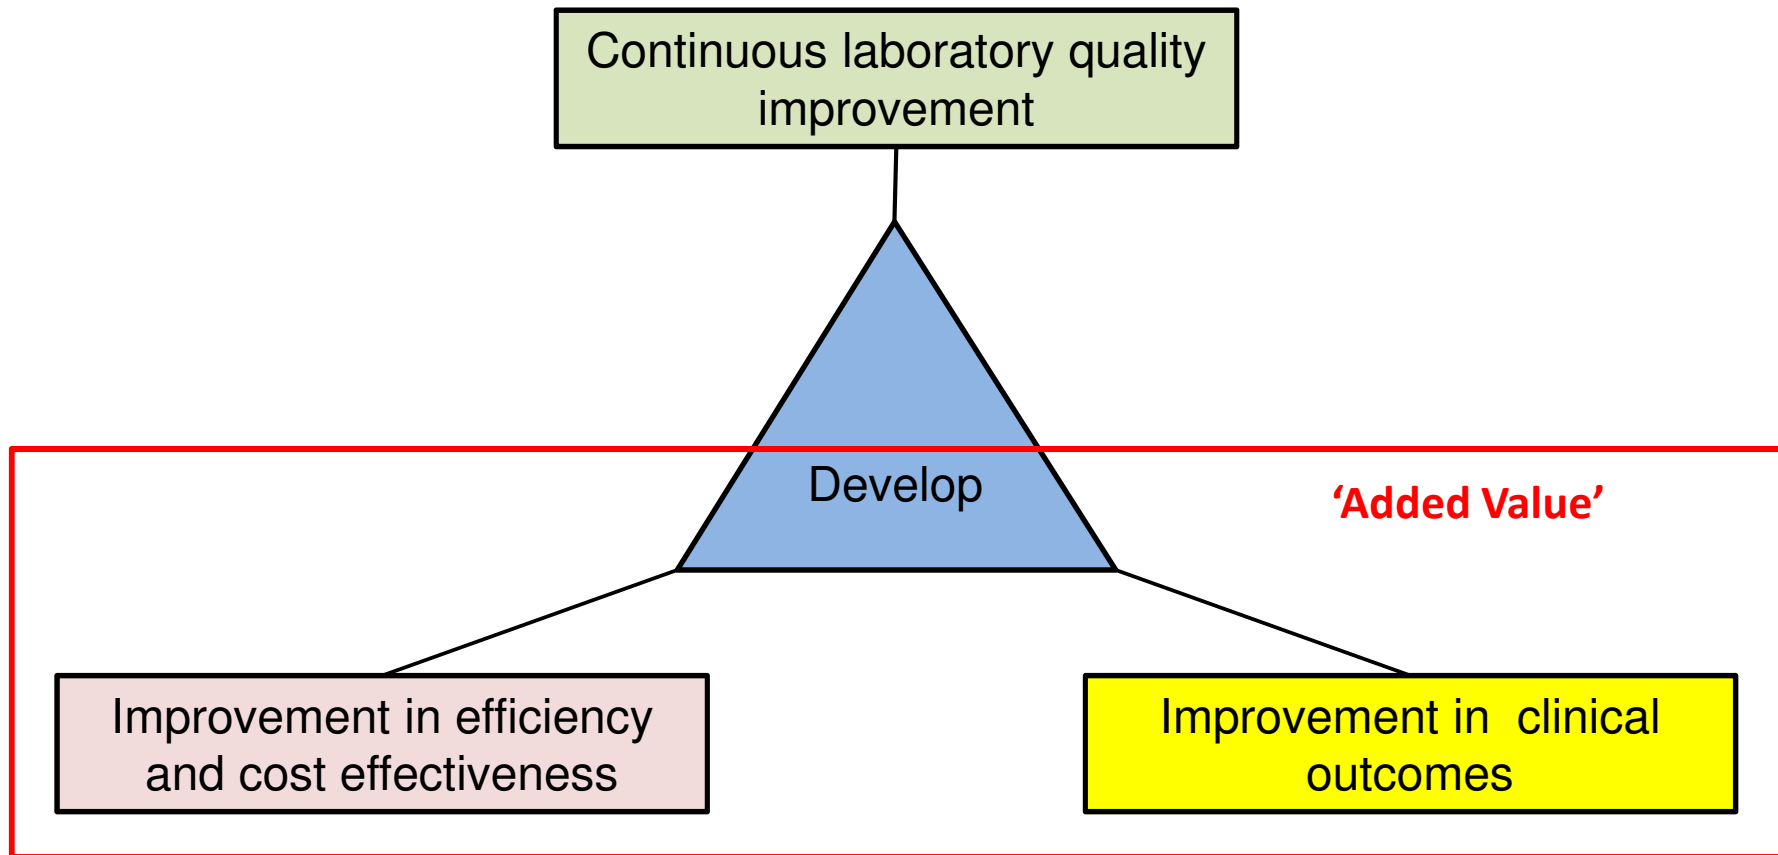 Continuous laboratory quality
improvement
Develop
‘Added Value’
Improvement in efficiency
and cost effectiveness
Improvement in  clinical
outcomes